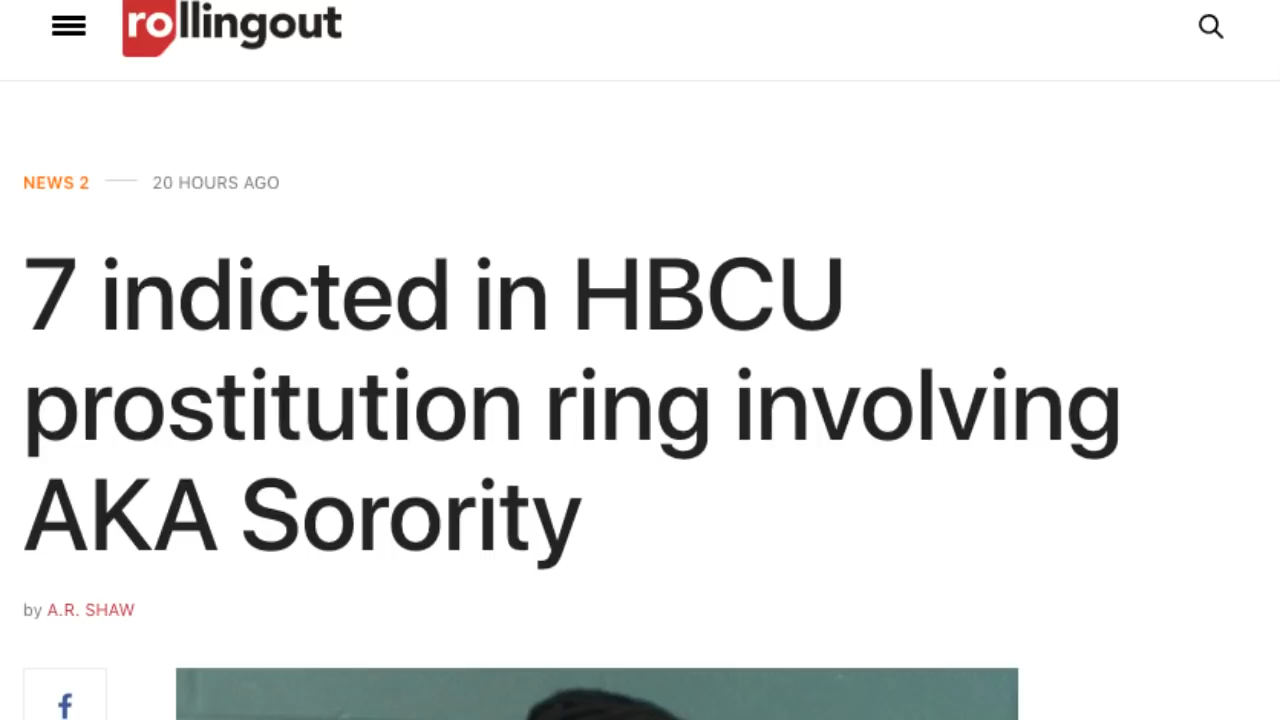 rollingout
NEWS 2 — 20 HOURS AGO
7 indicted in HBCU
prostitution ring involving
AKA Sorority
by A.R. SHAW
f